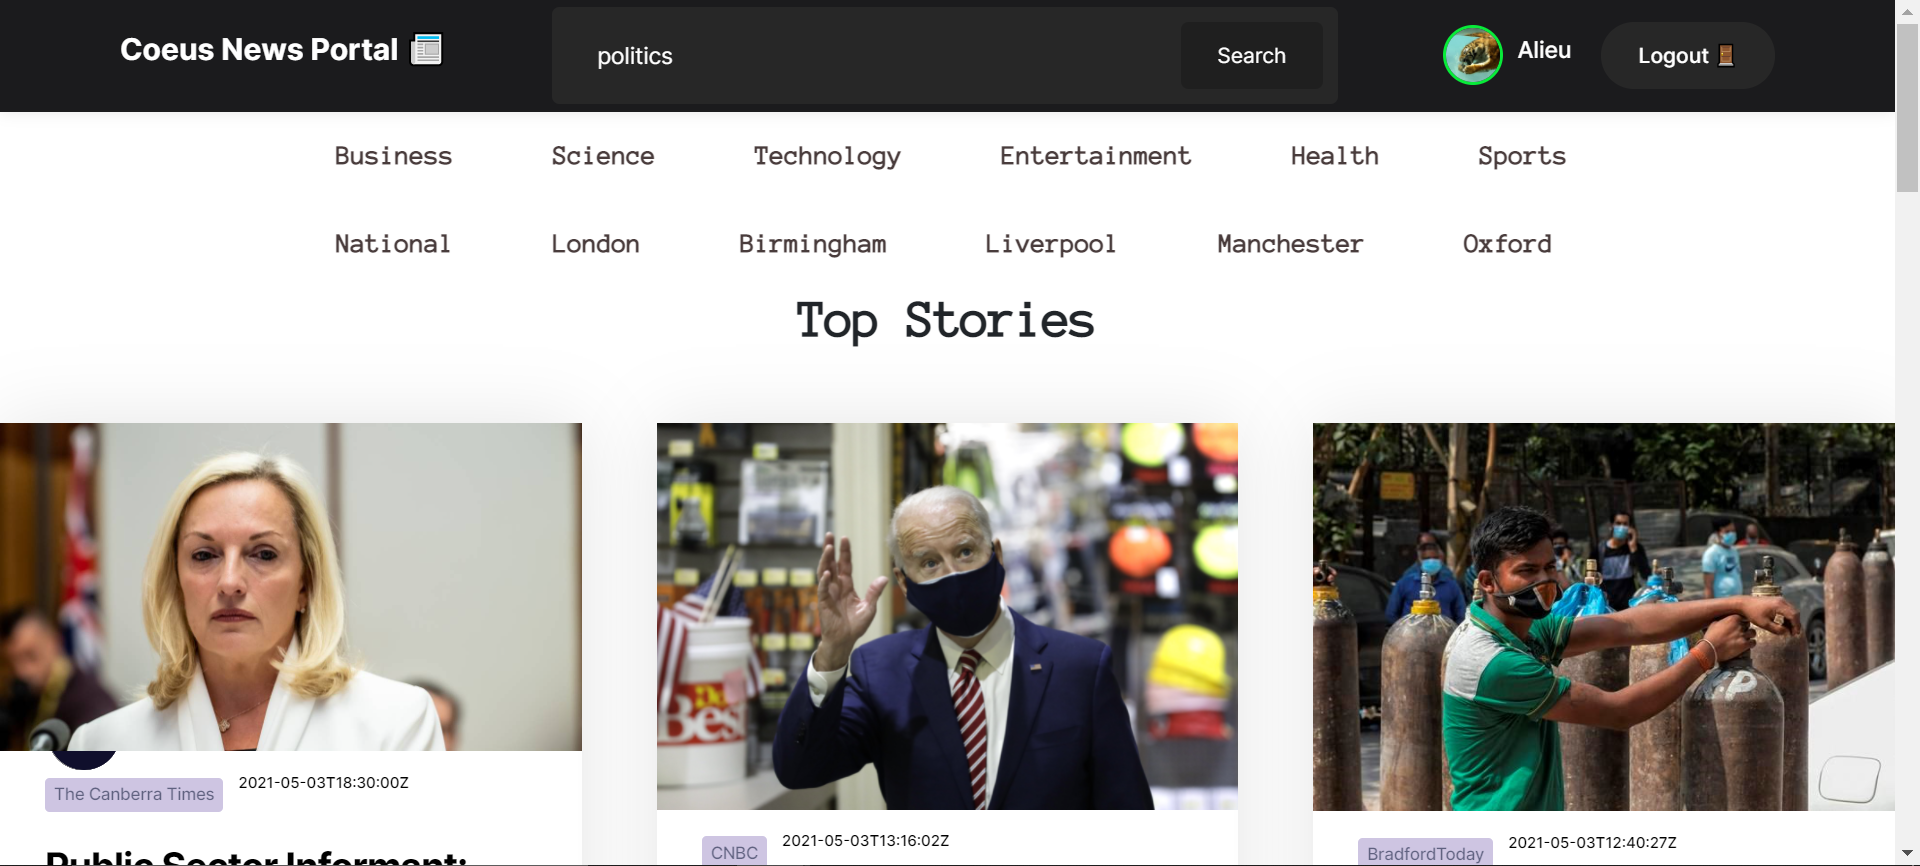 Coeus News Portal
politics
Search
Alieu
Logout
Business Science Technology Entertainment Health Sports
National London Birmingham Liverpool Manchester Oxford
Top Stories
The Canberra Times 2021-05-03T18:30:00Z
CNBC 2021-05-03T13:16:02Z
BradfordToday 2021-05-03T12:40:27Z
Public Sector Informant: